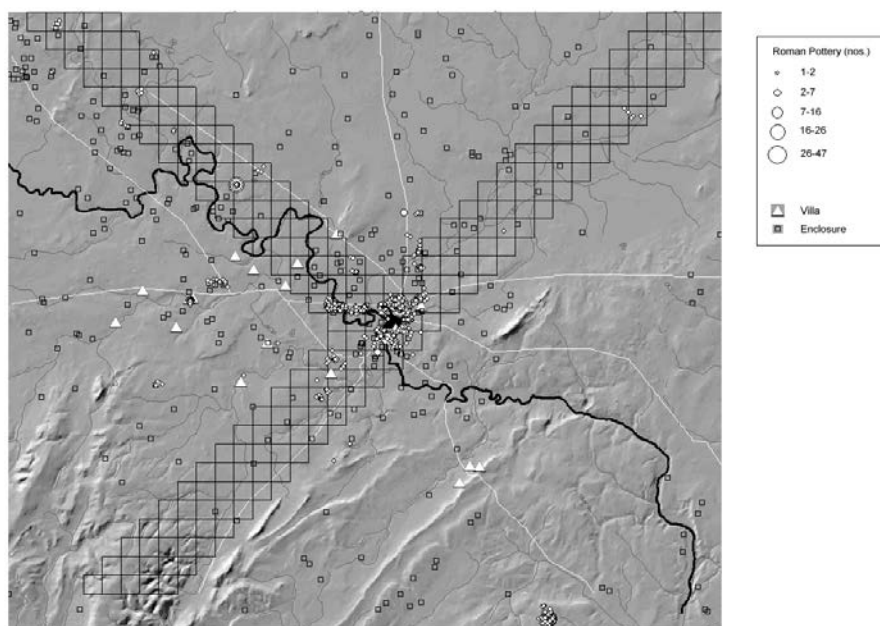 Roman Pottery (nos.)
1-2
2-7
7-16
16-26
26-47
Villa
Enclosure